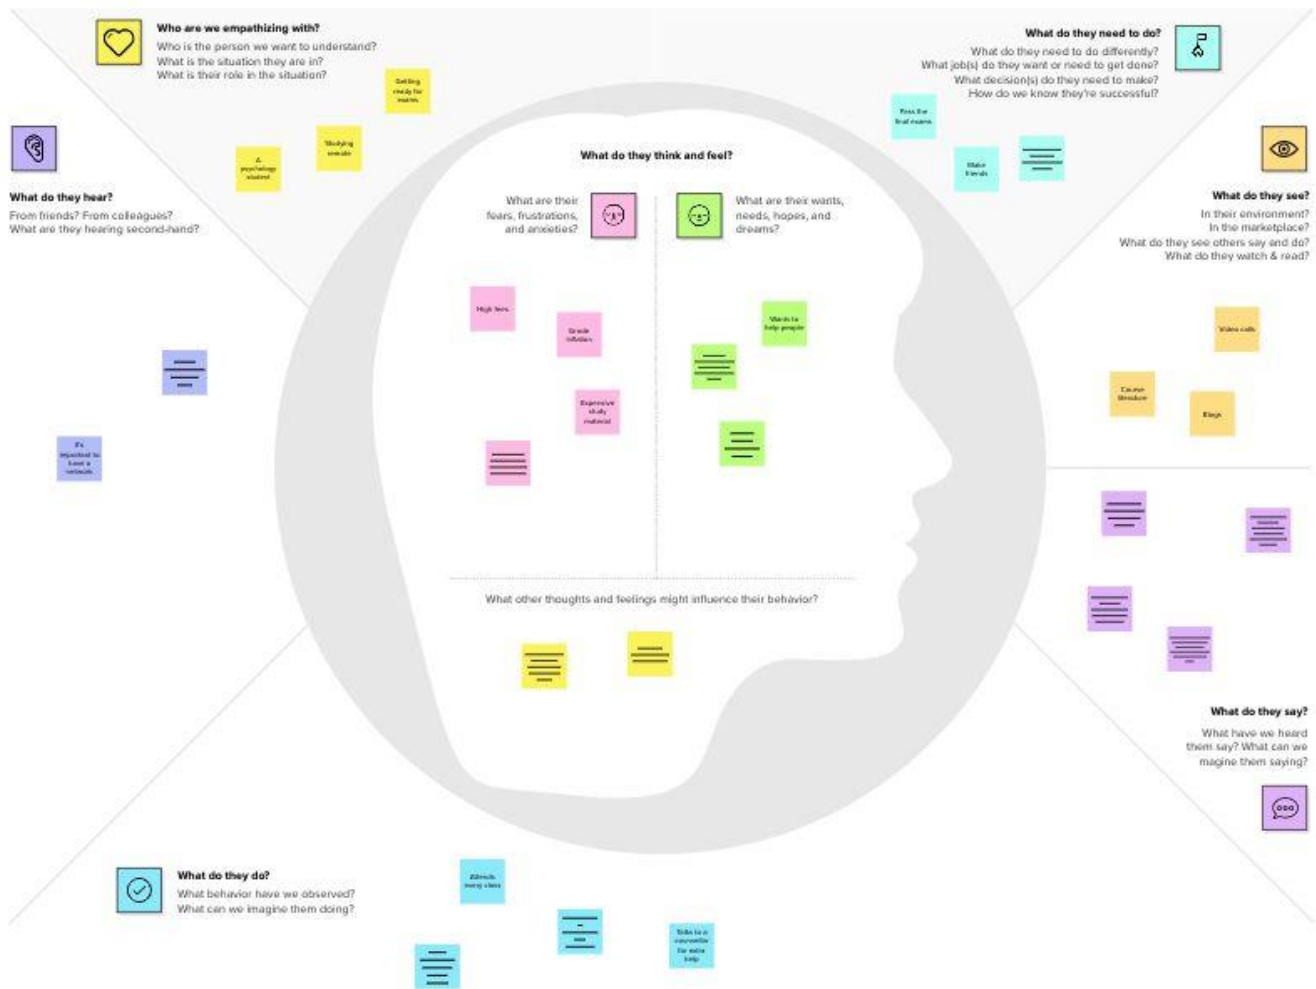 Who are we empathizing with?
Who is the person we want to understand?
What is the situation they are in?
What is their role in the situation?
Getting
ready for
exams
Studying
remote
A
psychology
student
What do they need to do?
What do they need to do differently?
What job(s) do they want or need to get done?
What decision(s) do they need to make?
How do we know they're successful?
Pass the
final exams
Make
friends
What do they hear?
From friends? From colleagues?
What are they hearing second-hand?
It's
important to
have a
network
What do they think and feel?
What are their
fears, frustrations,
and anxieties?
High fees
Grade
inflation
Expensive
study
material
What are their wants,
needs, hopes, and
dreams?
Wants to
help people
What other thoughts and feelings might influence their behavior?
What do they see?
In their environment?
In the marketplace?
What do they see others say and do?
What do they watch & read?
Video calls
Course
literature
Blogs
What do they say?
What have we heard
them say? What can we
magine them saying?
What do they do?
What behavior have we observed?
What can we imagine them doing?
Attends
every class
Talks to a
counsellor
for extra
help